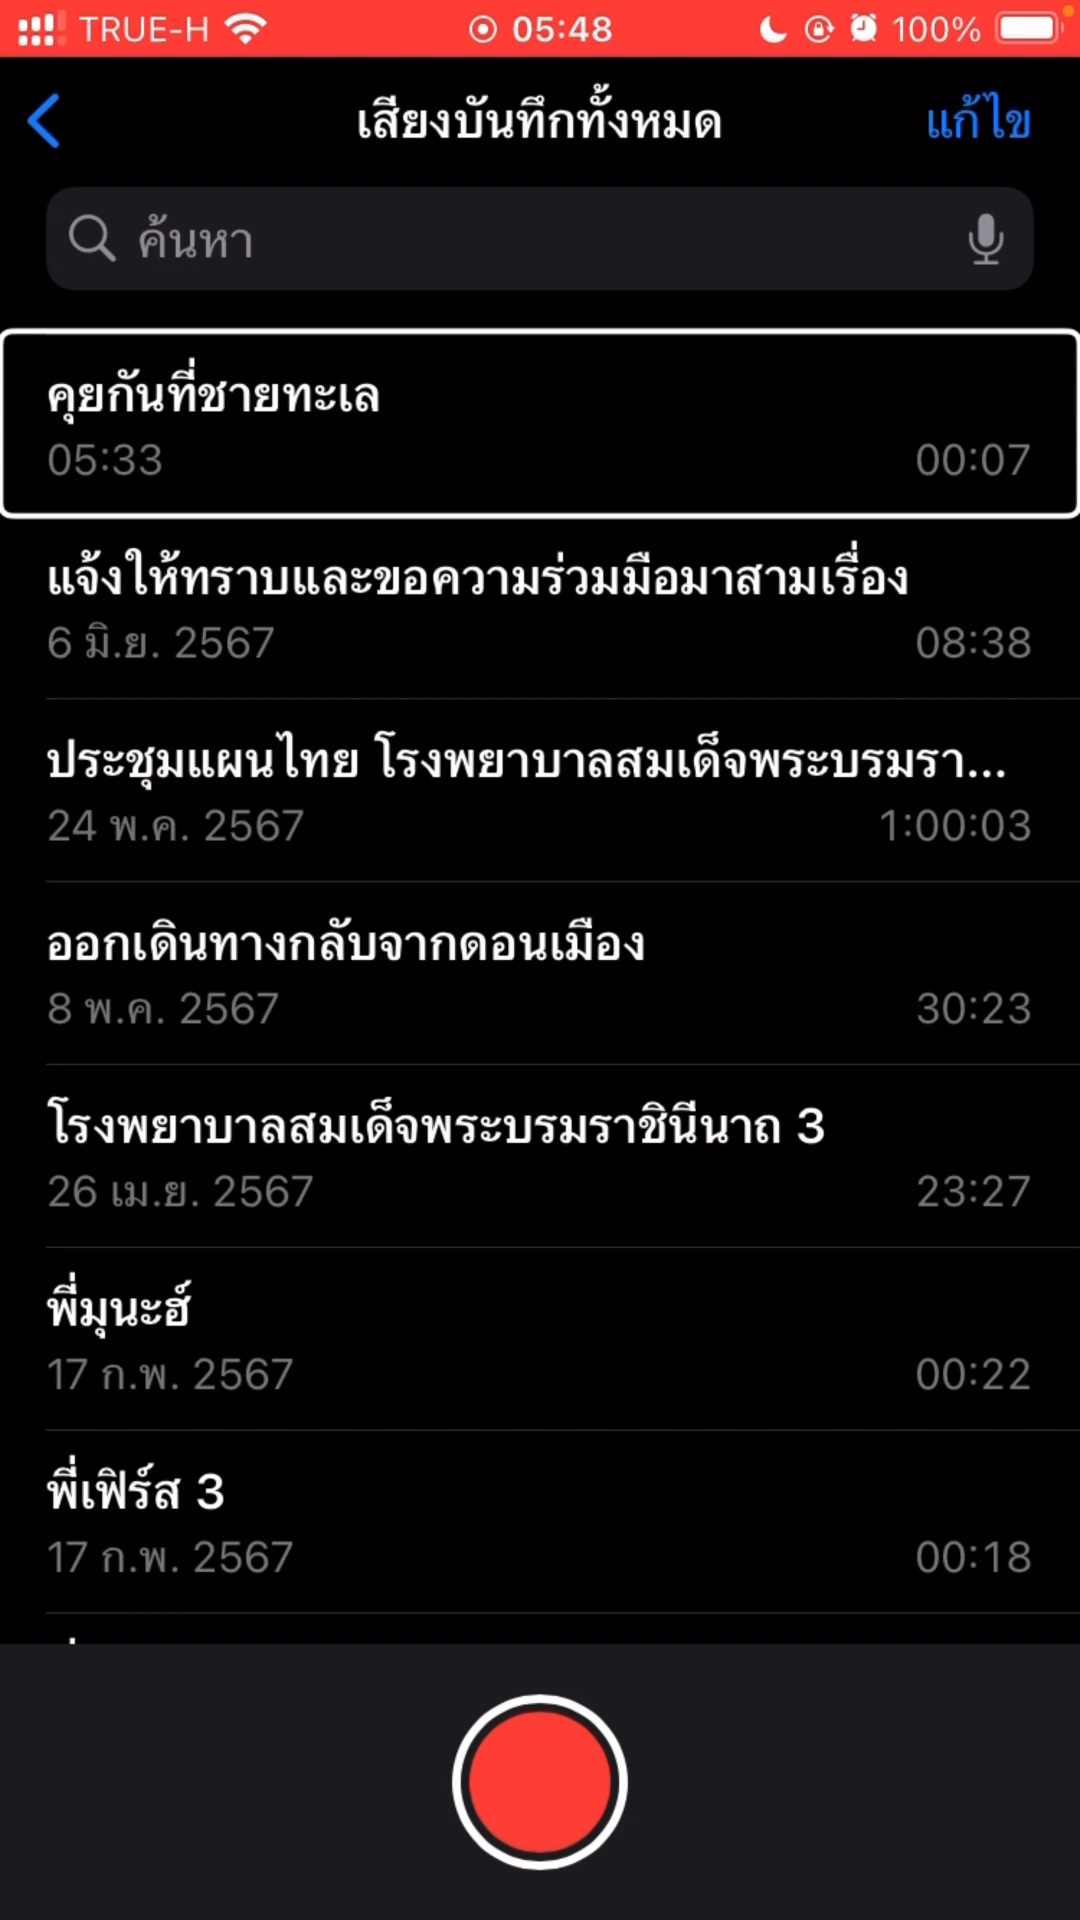 TRUE-H 05:48 100%
เสียงบันทึกทั้งหมด แก้ไข
ค้นหา
คุยกันที่ชายทะเล
05:33 00:07
แจ้งให้ทราบและขอความร่วมมือมาสามเรื่อง
6 มิ.ย. 2567 08:38
ประชุมแผนไทย โรงพยาบาลสมเด็จพระบรมรา...
24 พ.ค. 2567 1:00:03
ออกเดินทางกลับจากดอนเมือง
8 พ.ค. 2567 30:23
โรงพยาบาลสมเด็จพระบรมราชินีนาถ 3
26 เม.ย. 2567 23:27
พี่มุนะฮ์
17 ก.พ. 2567 00:22
พี่เฟิร์ส 3
17 ก.พ. 2567 00:18